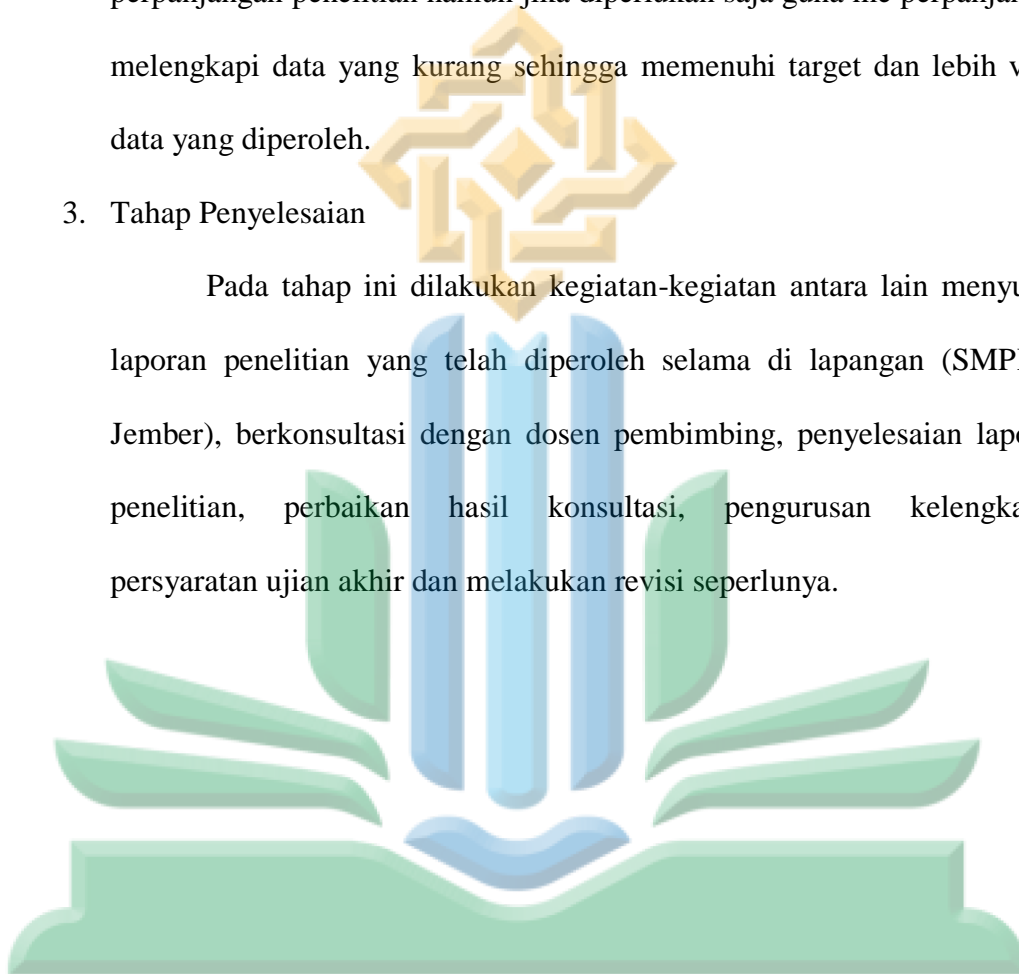 perpanjangan penelitian namun jika diperlukan saja guna me perpanjan
melengkapi data yang kurang sehingga memenuhi target dan lebih v
data yang diperoleh.
3. Tahap Penyelesaian
Pada tahap ini dilakukan kegiatan-kegiatan antara lain menyu
laporan penelitian yang telah diperoleh selama di lapangan (SMP
Jember), berkonsultasi dengan dosen pembimbing, penyelesaian lapo
penelitian, perbaikan hasil konsultasi, pengurusan kelengka
persyaratan ujian akhir dan melakukan revisi seperlunya.